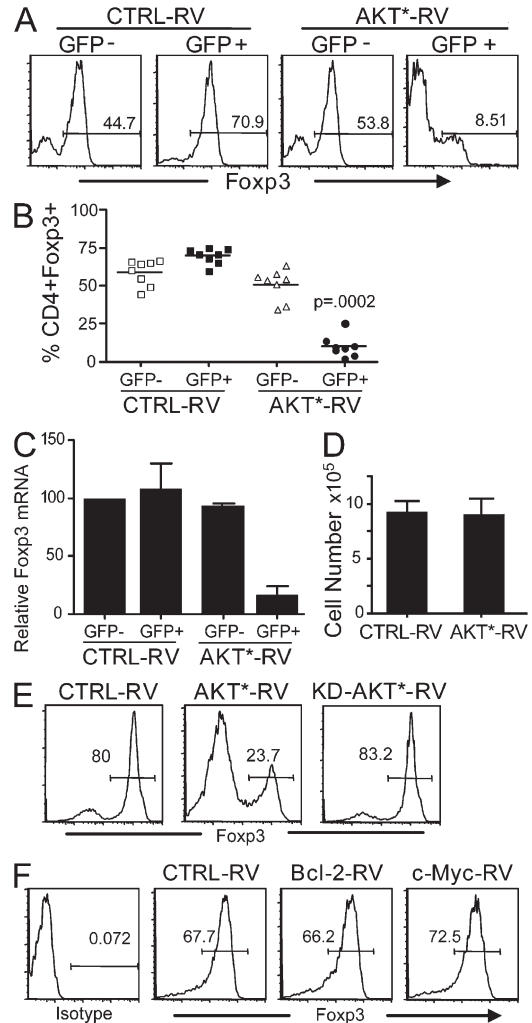 A CTRL-RV AKT*-RV
GFP - GFP + GFP - GFP +
44.7 70.9 53.8 8.51
Foxp3
B
100
75
50
25
0
% CD4+Foxp3+
p=.0002
GFP- GFP+ GFP- GFP+
CTRL-RV AKT*-RV
C
150
100
50
0
Relative Foxp3 mRNA
GFP- GFP+ GFP- GFP+
CTRL-RV AKT*-RV
D
10
5
0
Cell Number x10⁵
CTRL-RV AKT*-RV
E CTRL-RV AKT*-RV KD-AKT*-RV
80 23.7 83.2
Foxp3
F CTRL-RV Bcl-2-RV c-Myc-RV
0.072 67.7 66.2 72.5
Isotype Foxp3